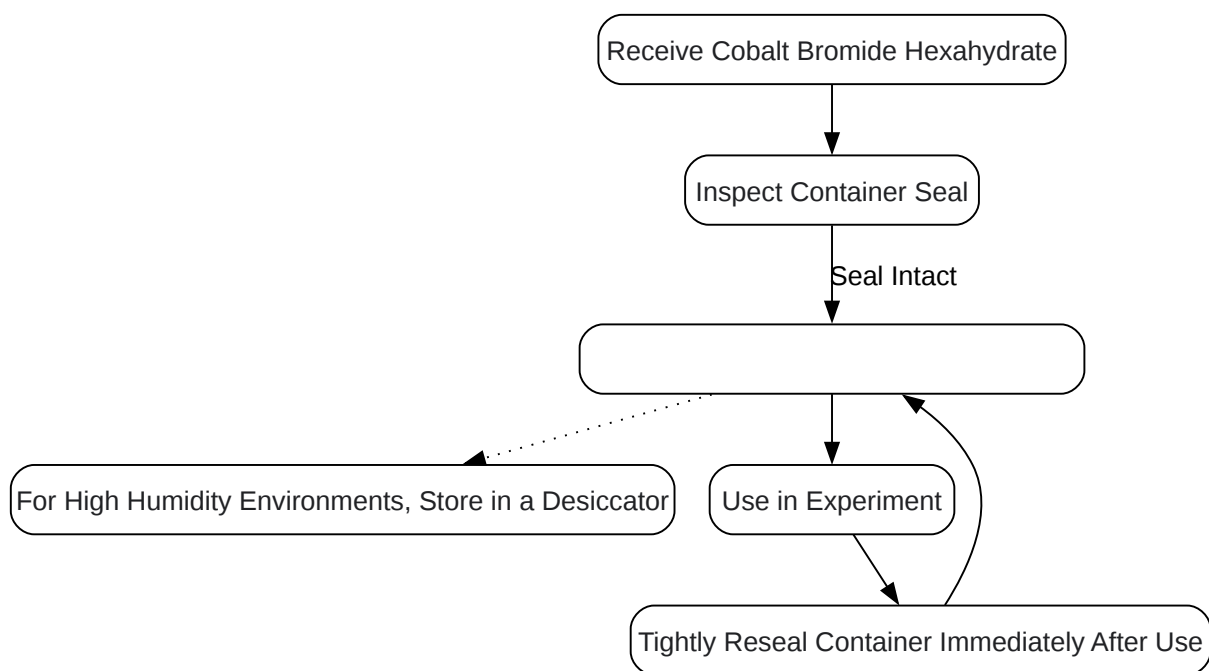 Receive Cobalt Bromide Hexahydrate
Inspect Container Seal
Seal Intact
For High Humidity Environments, Store in a Desiccator
Use in Experiment
Tightly Reseal Container Immediately After Use